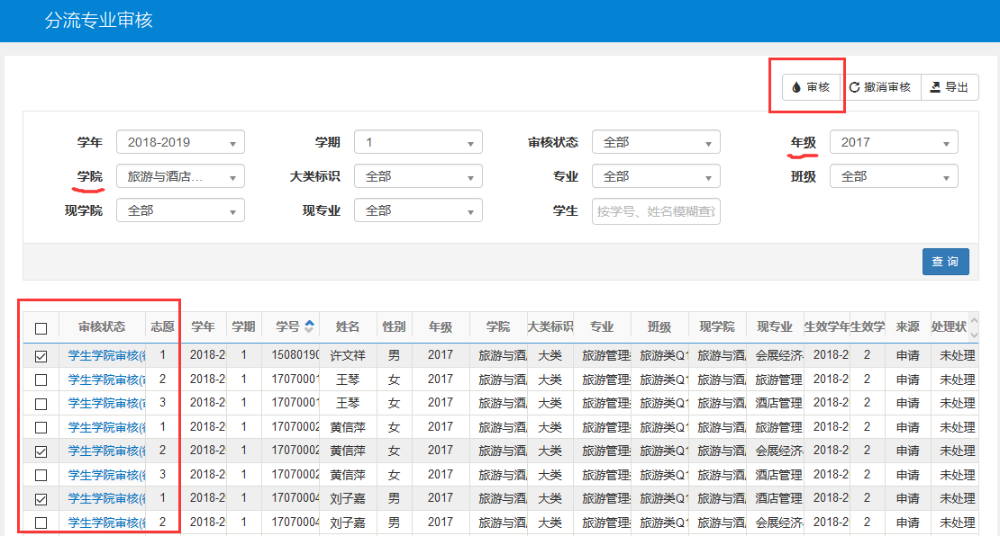 分流专业审核
审核 撤消审核 导出
学年 2018-2019 学期 1 审核状态 全部 年级 2017
学院 旅游与酒店... 大类标识 全部 专业 全部 班级 全部
现学院 全部 现专业 全部 学生 按学号、姓名模糊查
查 询
审核状态 志愿 学年 学期 学号 姓名 性别 年级 学院 大类标识 专业 班级 现学院 现专业 生效学年 生效学 来源 处理状
学生学院审核( 1 2018-2 1 15080190 许文祥 男 2017 旅游与酒 大类 旅游管理 旅游类Q1 旅游与酒 会展经济 2018-2 2 申请 未处理
学生学院审核( 2 2018-2 1 17070001 王琴 女 2017 旅游与酒 大类 旅游管理 旅游类Q1 旅游与酒 旅游管理 2018-2 2 申请 未处理
学生学院审核( 3 2018-2 1 17070001 王琴 女 2017 旅游与酒 大类 旅游管理 旅游类Q1 旅游与酒 酒店管理 2018-2 2 申请 未处理
学生学院审核( 1 2018-2 1 17070002 黄信萍 女 2017 旅游与酒 大类 旅游管理 旅游类Q1 旅游与酒 旅游管理 2018-2 2 申请 未处理
学生学院审核( 2 2018-2 1 17070002 黄信萍 女 2017 旅游与酒 大类 旅游管理 旅游类Q1 旅游与酒 会展经济 2018-2 2 申请 未处理
学生学院审核( 3 2018-2 1 17070002 黄信萍 女 2017 旅游与酒 大类 旅游管理 旅游类Q1 旅游与酒 酒店管理 2018-2 2 申请 未处理
学生学院审核( 1 2018-2 1 17070004 刘子嘉 男 2017 旅游与酒 大类 旅游管理 旅游类Q1 旅游与酒 酒店管理 2018-2 2 申请 未处理
学生学院审核( 2 2018-2 1 17070004 刘子嘉 男 2017 旅游与酒 大类 旅游管理 旅游类Q1 旅游与酒 会展经济 2018-2 2 申请 未处理